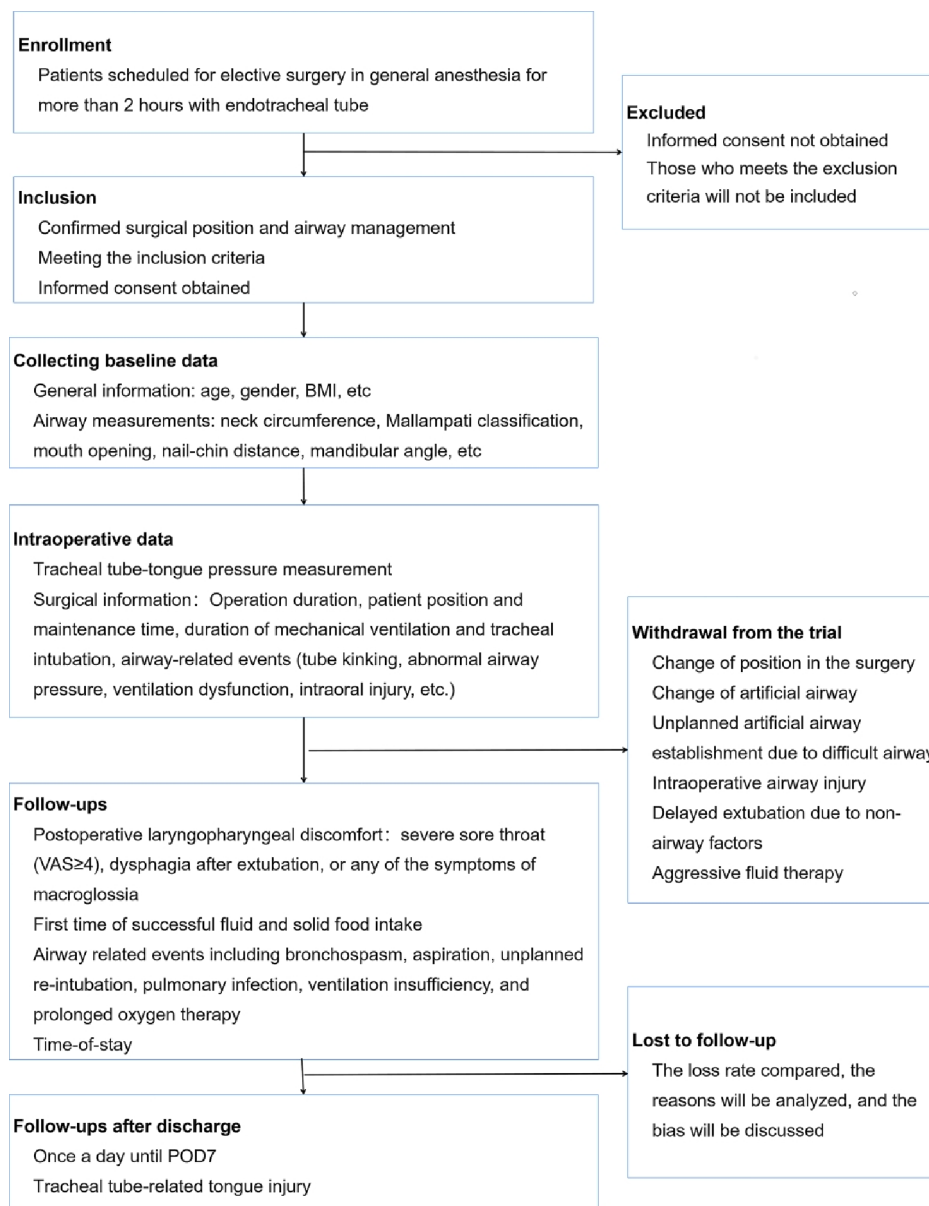 Enrollment
Patients scheduled for elective surgery in general anesthesia for
more than 2 hours with endotracheal tube
Excluded
Informed consent not obtained
Those who meets the exclusion
criteria will not be included
Inclusion
Confirmed surgical position and airway management
Meeting the inclusion criteria
Informed consent obtained
Collecting baseline data
General information: age, gender, BMI, etc
Airway measurements: neck circumference, Mallampati classification,
mouth opening, nail-chin distance, mandibular angle, etc
Intraoperative data
Tracheal tube-tongue pressure measurement
Surgical information：Operation duration, patient position and
maintenance time, duration of mechanical ventilation and tracheal
intubation, airway-related events (tube kinking, abnormal airway
pressure, ventilation dysfunction, intraoral injury, etc.)
Withdrawal from the trial
Change of position in the surgery
Change of artificial airway
Unplanned artificial airway
establishment due to difficult airway
Intraoperative airway injury
Delayed extubation due to non-
airway factors
Aggressive fluid therapy
Follow-ups
Postoperative laryngopharyngeal discomfort：severe sore throat
(VAS≥4), dysphagia after extubation, or any of the symptoms of
macroglossia
First time of successful fluid and solid food intake
Airway related events including bronchospasm, aspiration, unplanned
re-intubation, pulmonary infection, ventilation insufficiency, and
prolonged oxygen therapy
Time-of-stay
Lost to follow-up
The loss rate compared, the
reasons will be analyzed, and the
bias will be discussed
Follow-ups after discharge
Once a day until POD7
Tracheal tube-related tongue injury